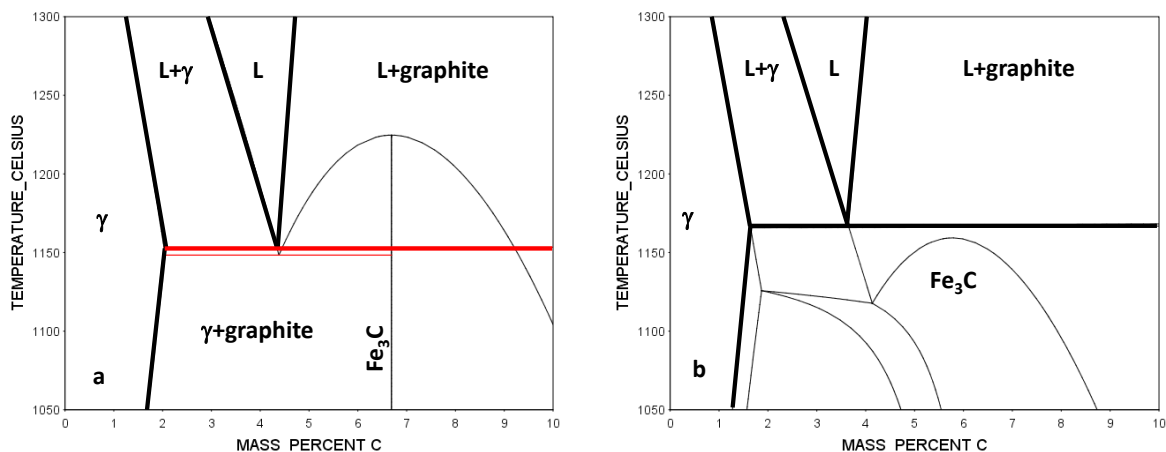 1300
1250
1200
1150
1100
1050
TEMPERATURE_CELSIUS
L+γ
L
L+graphite
γ
γ+graphite
Fe₃C
a
0 1 2 3 4 5 6 7 8 9 10
MASS PERCENT C
1300
1250
1200
1150
1100
1050
TEMPERATURE_CELSIUS
L+γ
L
L+graphite
γ
Fe₃C
b
0 1 2 3 4 5 6 7 8 9 10
MASS PERCENT C